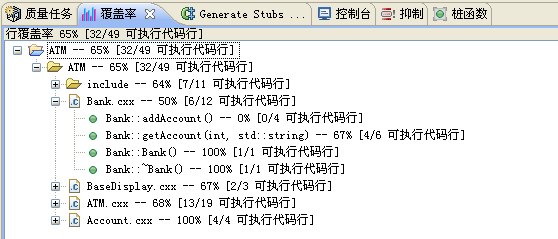 质量任务 覆盖率 Generate Stubs ... 控制台 抑制 桩函数
行覆盖率 65% [32/49 可执行代码行]
ATM -- 65% [32/49 可执行代码行]
ATM -- 65% [32/49 可执行代码行]
include -- 64% [7/11 可执行代码行]
Bank.cxx -- 50% [6/12 可执行代码行]
Bank::addAccount() -- 0% [0/4 可执行代码行]
Bank::getAccount(int, std::string) -- 67% [4/6 可执行代码行]
Bank::Bank() -- 100% [1/1 可执行代码行]
Bank::~Bank() -- 100% [1/1 可执行代码行]
BaseDisplay.cxx -- 67% [2/3 可执行代码行]
ATM.cxx -- 68% [13/19 可执行代码行]
Account.cxx -- 100% [4/4 可执行代码行]